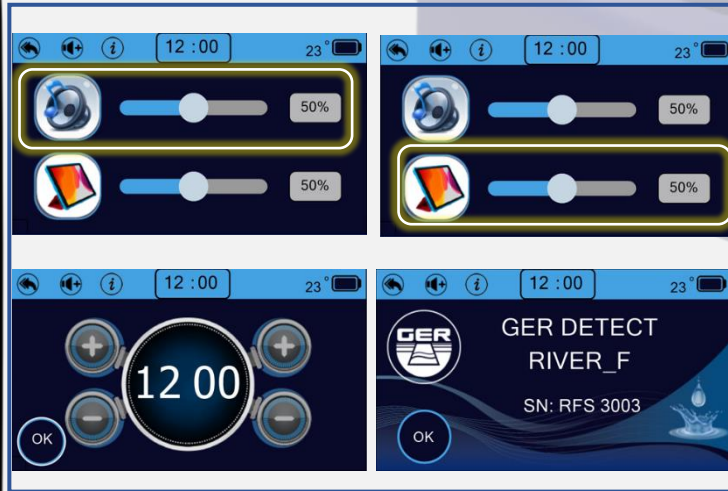 12 :00 23°
50%
50%
12 :00 23°
50%
50%
12 :00 23°
12 00
OK
12 :00 23°
GER
GER DETECT
RIVER_F
SN: RFS 3003
OK